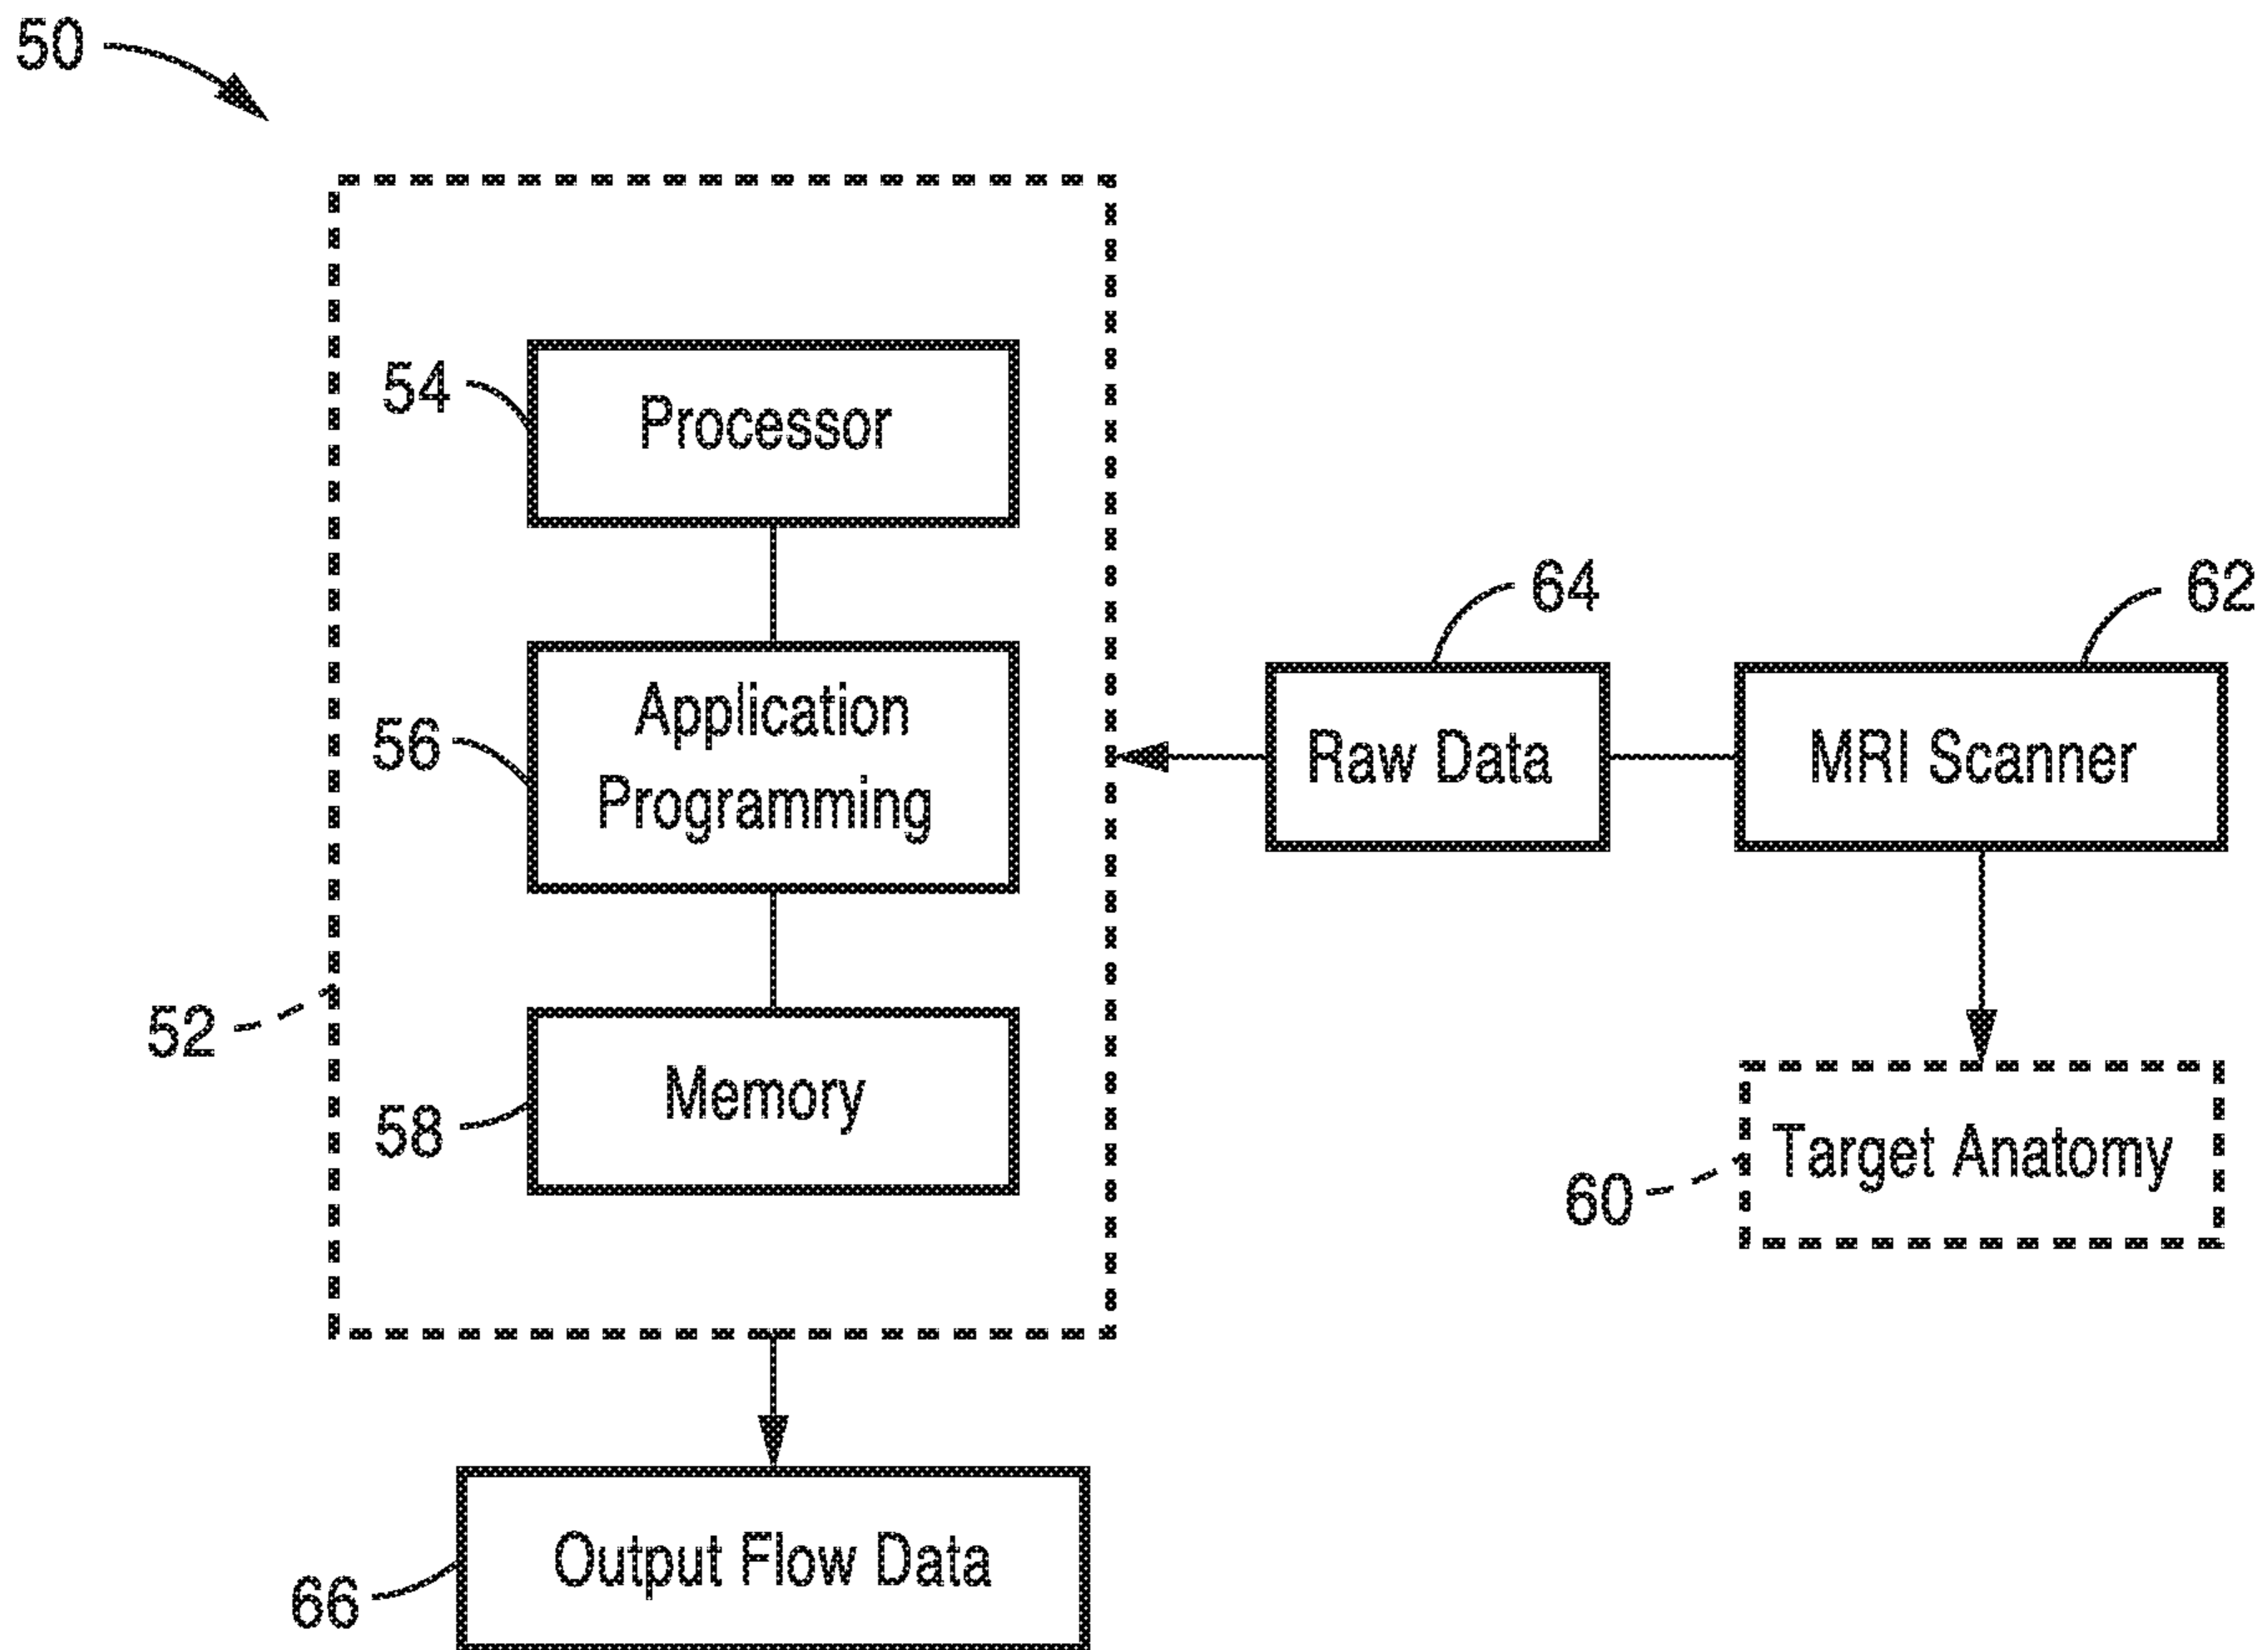 50
54
Processor
64
62
56
Application
Programming
Raw Data
MRI Scanner
52
58
Memory
60
Target Anatomy
66
Output Flow Data